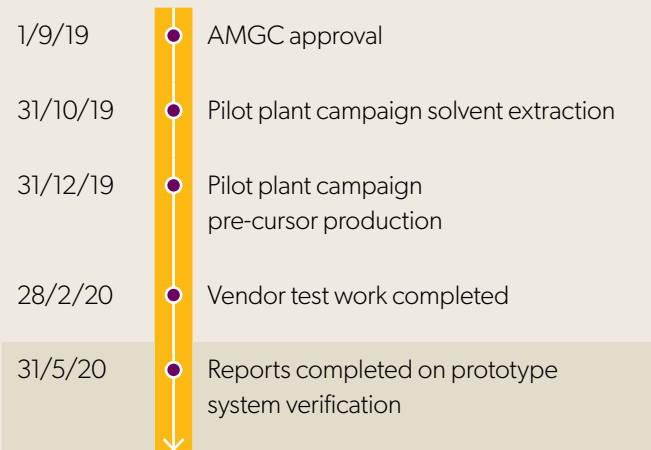 1/9/19 AMGC approval
31/10/19 Pilot plant campaign solvent extraction
31/12/19 Pilot plant campaign
pre-cursor production
28/2/20 Vendor test work completed
31/5/20 Reports completed on prototype
system verification